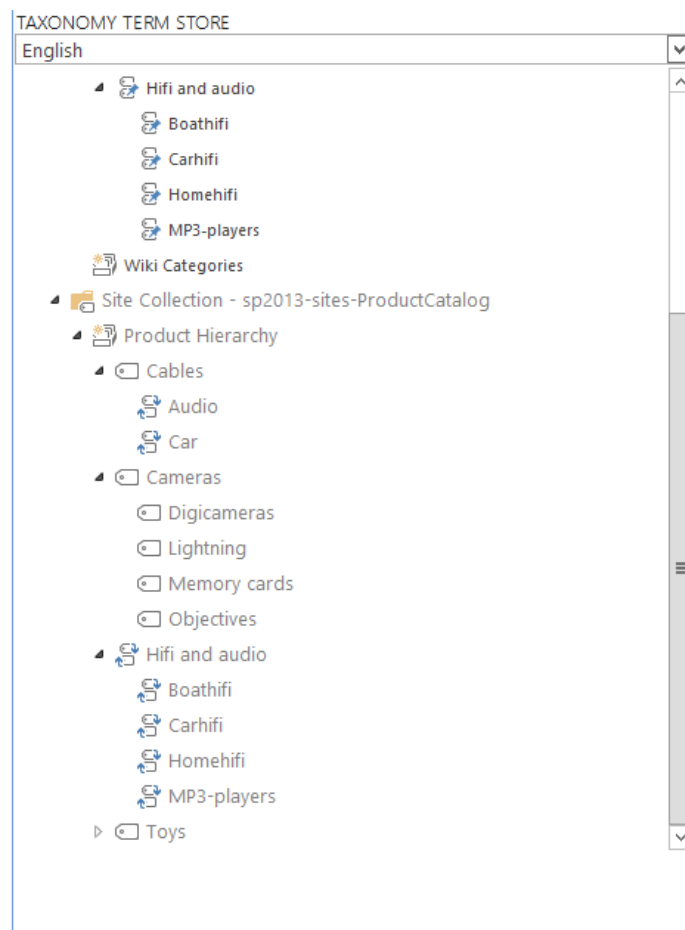 TAXONOMY TERM STORE
English
Hifi and audio
Boathifi
Carhifi
Homehifi
MP3-players
Wiki Categories
Site Collection - sp2013-sites-ProductCatalog
Product Hierarchy
Cables
Audio
Car
Cameras
Digicameras
Lightning
Memory cards
Objectives
Hifi and audio
Boathifi
Carhifi
Homehifi
MP3-players
Toys